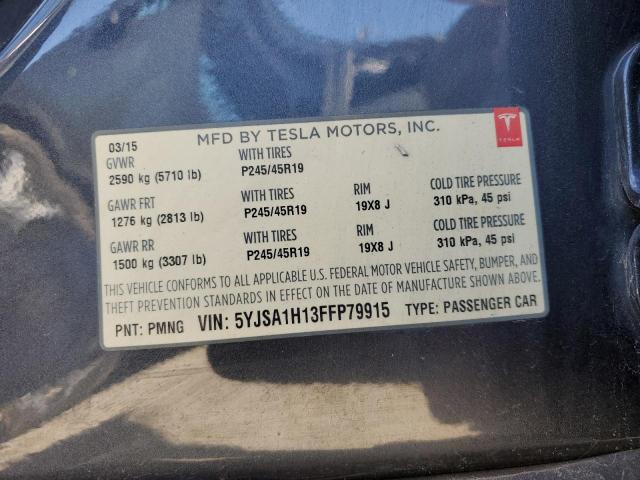 03/15 MFD BY TESLA MOTORS, INC.
TESLA
GVWR WITH TIRES
2590 kg (5710 lb) P245/45R19
GAWR FRT WITH TIRES RIM COLD TIRE PRESSURE
1276 kg (2813 lb) P245/45R19 19X8 J 310 kPa, 45 psi
GAWR RR WITH TIRES RIM COLD TIRE PRESSURE
1500 kg (3307 lb) P245/45R19 19X8 J 310 kPa, 45 psi
THIS VEHICLE CONFORMS TO ALL APPLICABLE U.S. FEDERAL MOTOR VEHICLE SAFETY, BUMPER, AND
THEFT PREVENTION STANDARDS IN EFFECT ON THE DATE OF MANUFACTURE SHOWN ABOVE.
PNT: PMNG VIN: 5YJSA1H13FFP79915 TYPE: PASSENGER CAR